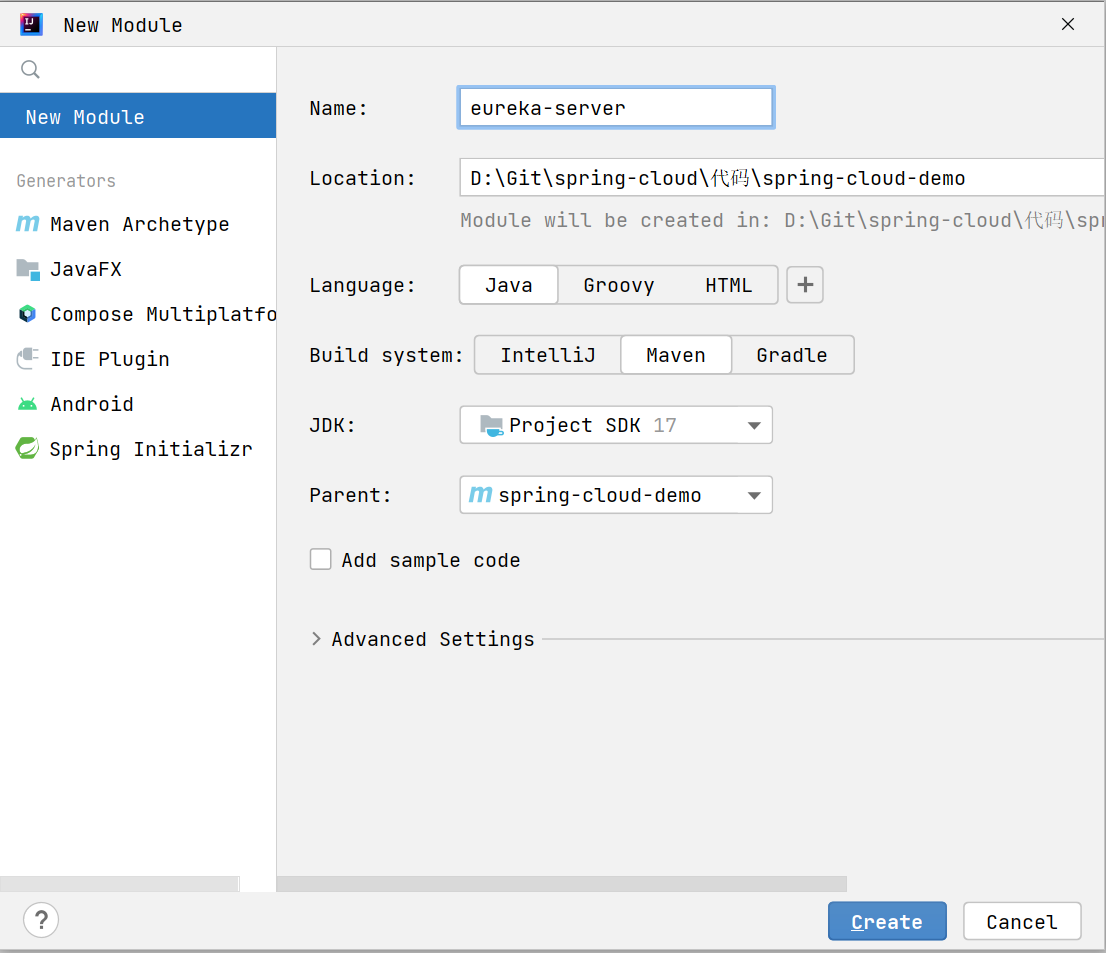 New Module
New Module
Generators
Maven Archetype
JavaFX
Compose Multiplatfo
IDE Plugin
Android
Spring Initializr
Name: eureka-server
Location: D:\Git\spring-cloud\代码\spring-cloud-demo
Module will be created in: D:\Git\spring-cloud\代码\spr
Language: Java Groovy HTML +
Build system: IntelliJ Maven Gradle
JDK: Project SDK 17
Parent: m spring-cloud-demo
Add sample code
Advanced Settings
? Create Cancel